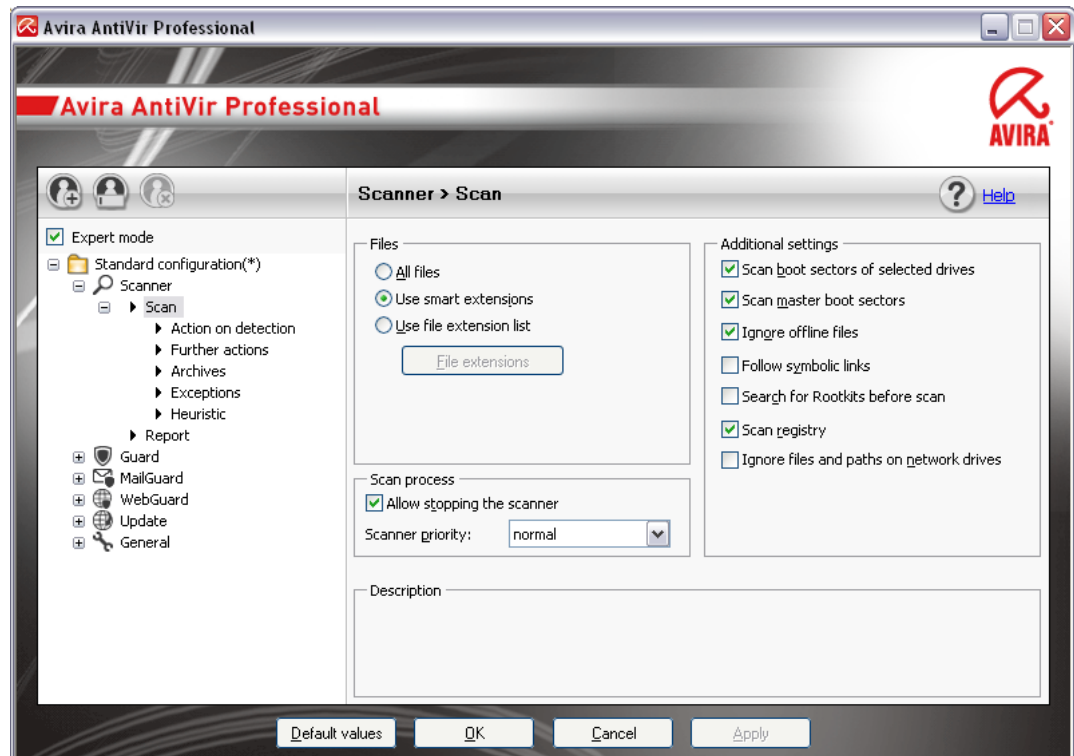 Avira AntiVir Professional
Avira AntiVir Professional
AVIRA
Scanner > Scan
? Help
Expert mode
Standard configuration(*)
Scanner
Scan
Action on detection
Further actions
Archives
Exceptions
Heuristic
Report
Guard
MailGuard
WebGuard
Update
General
Files
All files
Use smart extensions
Use file extension list
File extensions
Scan process
Allow stopping the scanner
Scanner priority: normal
Additional settings
Scan boot sectors of selected drives
Scan master boot sectors
Ignore offline files
Follow symbolic links
Search for Rootkits before scan
Scan registry
Ignore files and paths on network drives
Description
Default values
OK
Cancel
Apply